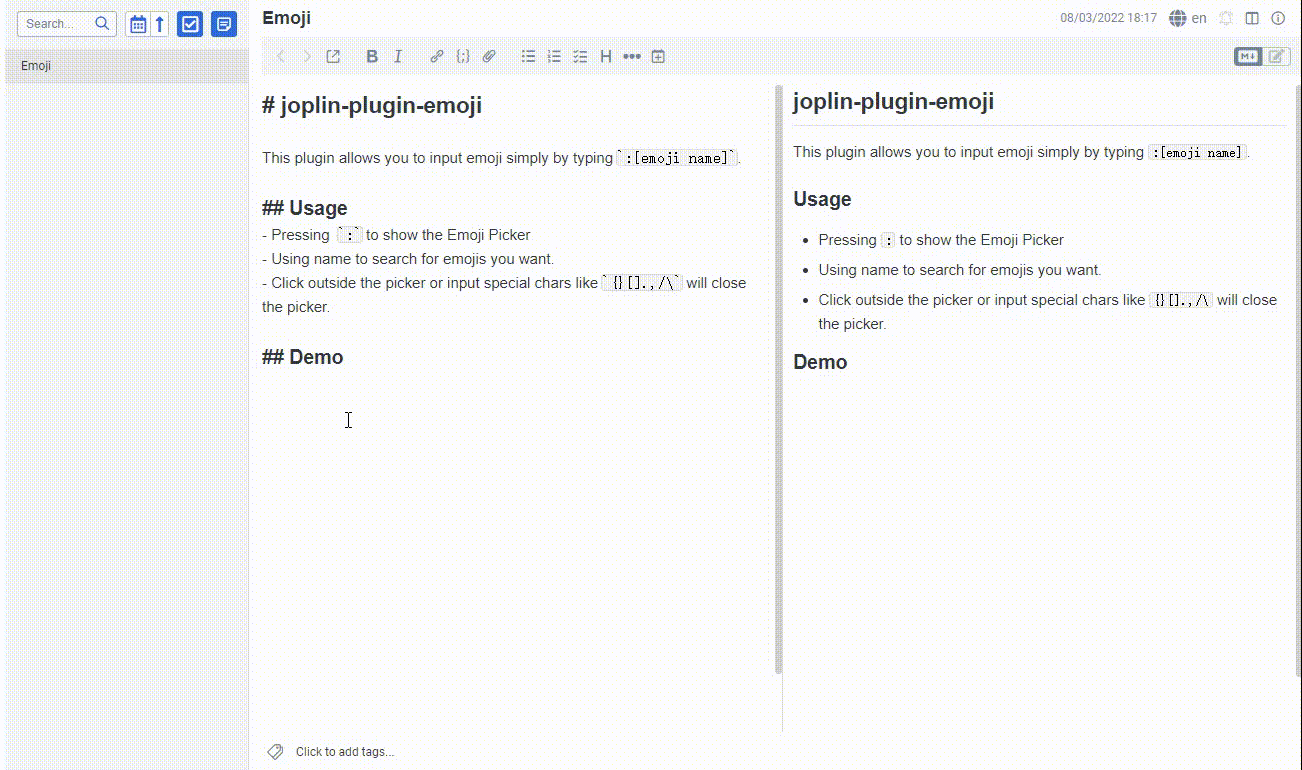 Search...
Emoji
Emoji
08/03/2022 18:17
en
B I {;} H M↓
# joplin-plugin-emoji
This plugin allows you to input emoji simply by typing `:[emoji name]`.
## Usage
- Pressing `:` to show the Emoji Picker
- Using name to search for emojis you want.
- Click outside the picker or input special chars like `{}[].,/\` will close
the picker.
## Demo
joplin-plugin-emoji
This plugin allows you to input emoji simply by typing :[emoji name].
Usage
• Pressing : to show the Emoji Picker
• Using name to search for emojis you want.
• Click outside the picker or input special chars like {}[].,/\ will close
the picker.
Demo
Click to add tags...